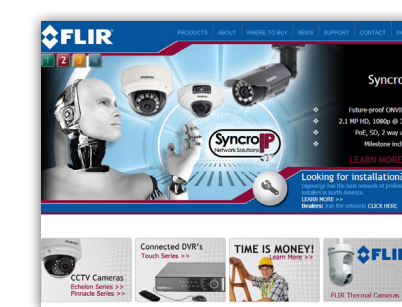 FLIR
PRODUCTS ABOUT WHERE TO BUY NEWS SUPPORT CONTACT
1 2 3 4
Syncro
Future-proof ONVI
2.1 MP HD, 1080p @
PoE, SD, 2 way a
Milestone incl
SyncroIP
Network Solutions
LEARN MORE
Looking for installation?
Digimerge has the best network of profess
installers in North America.
LEARN MORE >>
Dealers: Join the network! CLICK HERE.
CCTV Cameras
Echelon Series >>
Pinnacle Series >>
Connected DVR's
Touch Series >>
TIME IS MONEY!
Learn More >>
FLI
FLIR Thermal Cameras